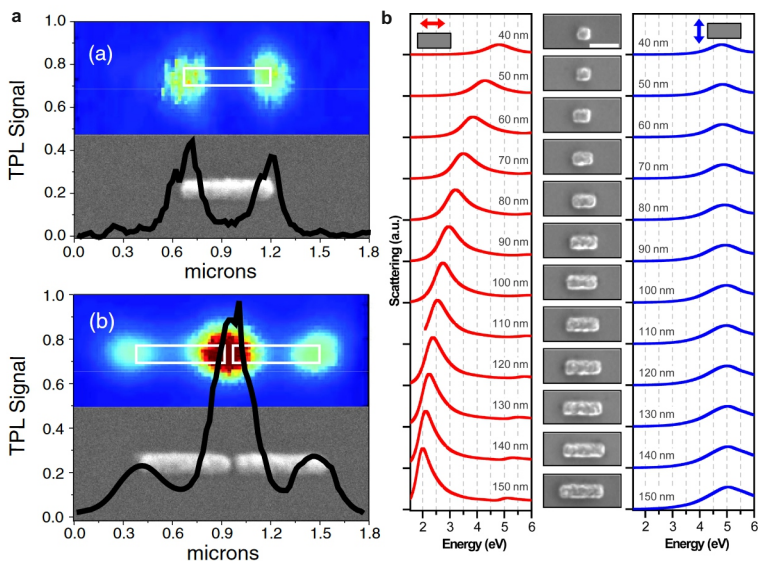 a
(a)
TPL Signal
1.0
0.8
0.6
0.4
0.2
0.0
0.0
0.3
0.6
0.9
1.2
1.5
1.8
microns
(b)
TPL Signal
1.0
0.8
0.6
0.4
0.2
0.0
0.0
0.3
0.6
0.9
1.2
1.5
1.8
microns
b
Scattering (a.u.)
40 nm
50 nm
60 nm
70 nm
80 nm
90 nm
100 nm
110 nm
120 nm
130 nm
140 nm
150 nm
2
3
4
5
6
Energy (eV)
40 nm
50 nm
60 nm
70 nm
80 nm
90 nm
100 nm
110 nm
120 nm
130 nm
140 nm
150 nm
2
3
4
5
6
Energy (eV)